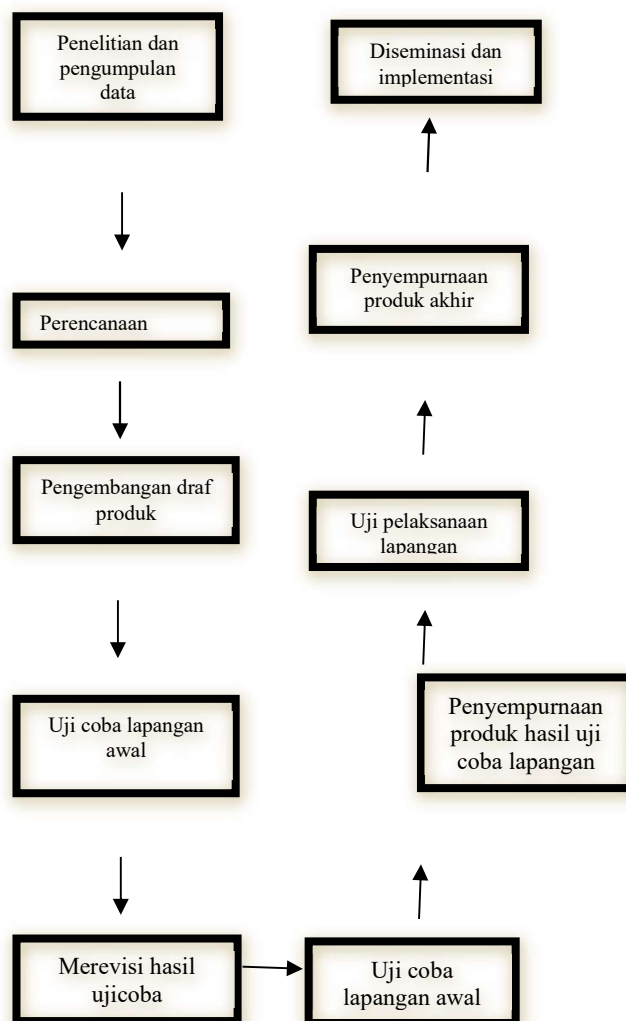 Penelitian dan
pengumpulan
data
Perencanaan
Pengembangan draf
produk
Uji coba lapangan
awal
Merevisi hasil
ujicoba
Uji coba
lapangan awal
Penyempurnaan
produk hasil uji
coba lapangan
Uji pelaksanaan
lapangan
Penyempurnaan
produk akhir
Diseminasi dan
implementasi